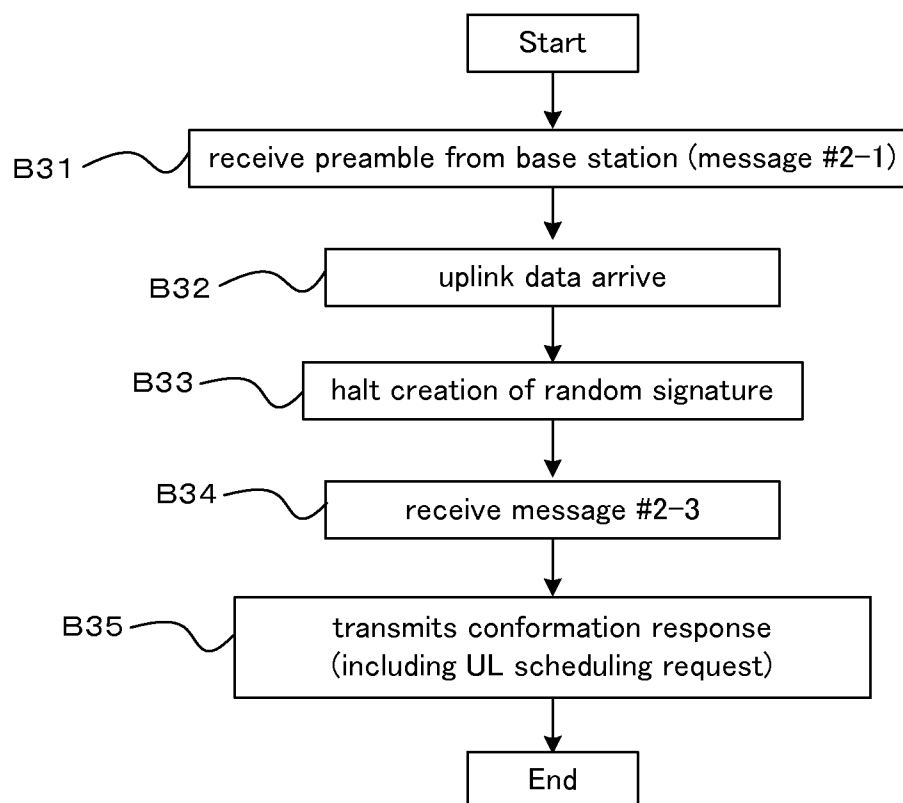 Start
B31
receive preamble from base station (message #2-1)
B32
uplink data arrive
B33
halt creation of random signature
B34
receive message #2-3
B35
transmits conformation response
(including UL scheduling request)
End